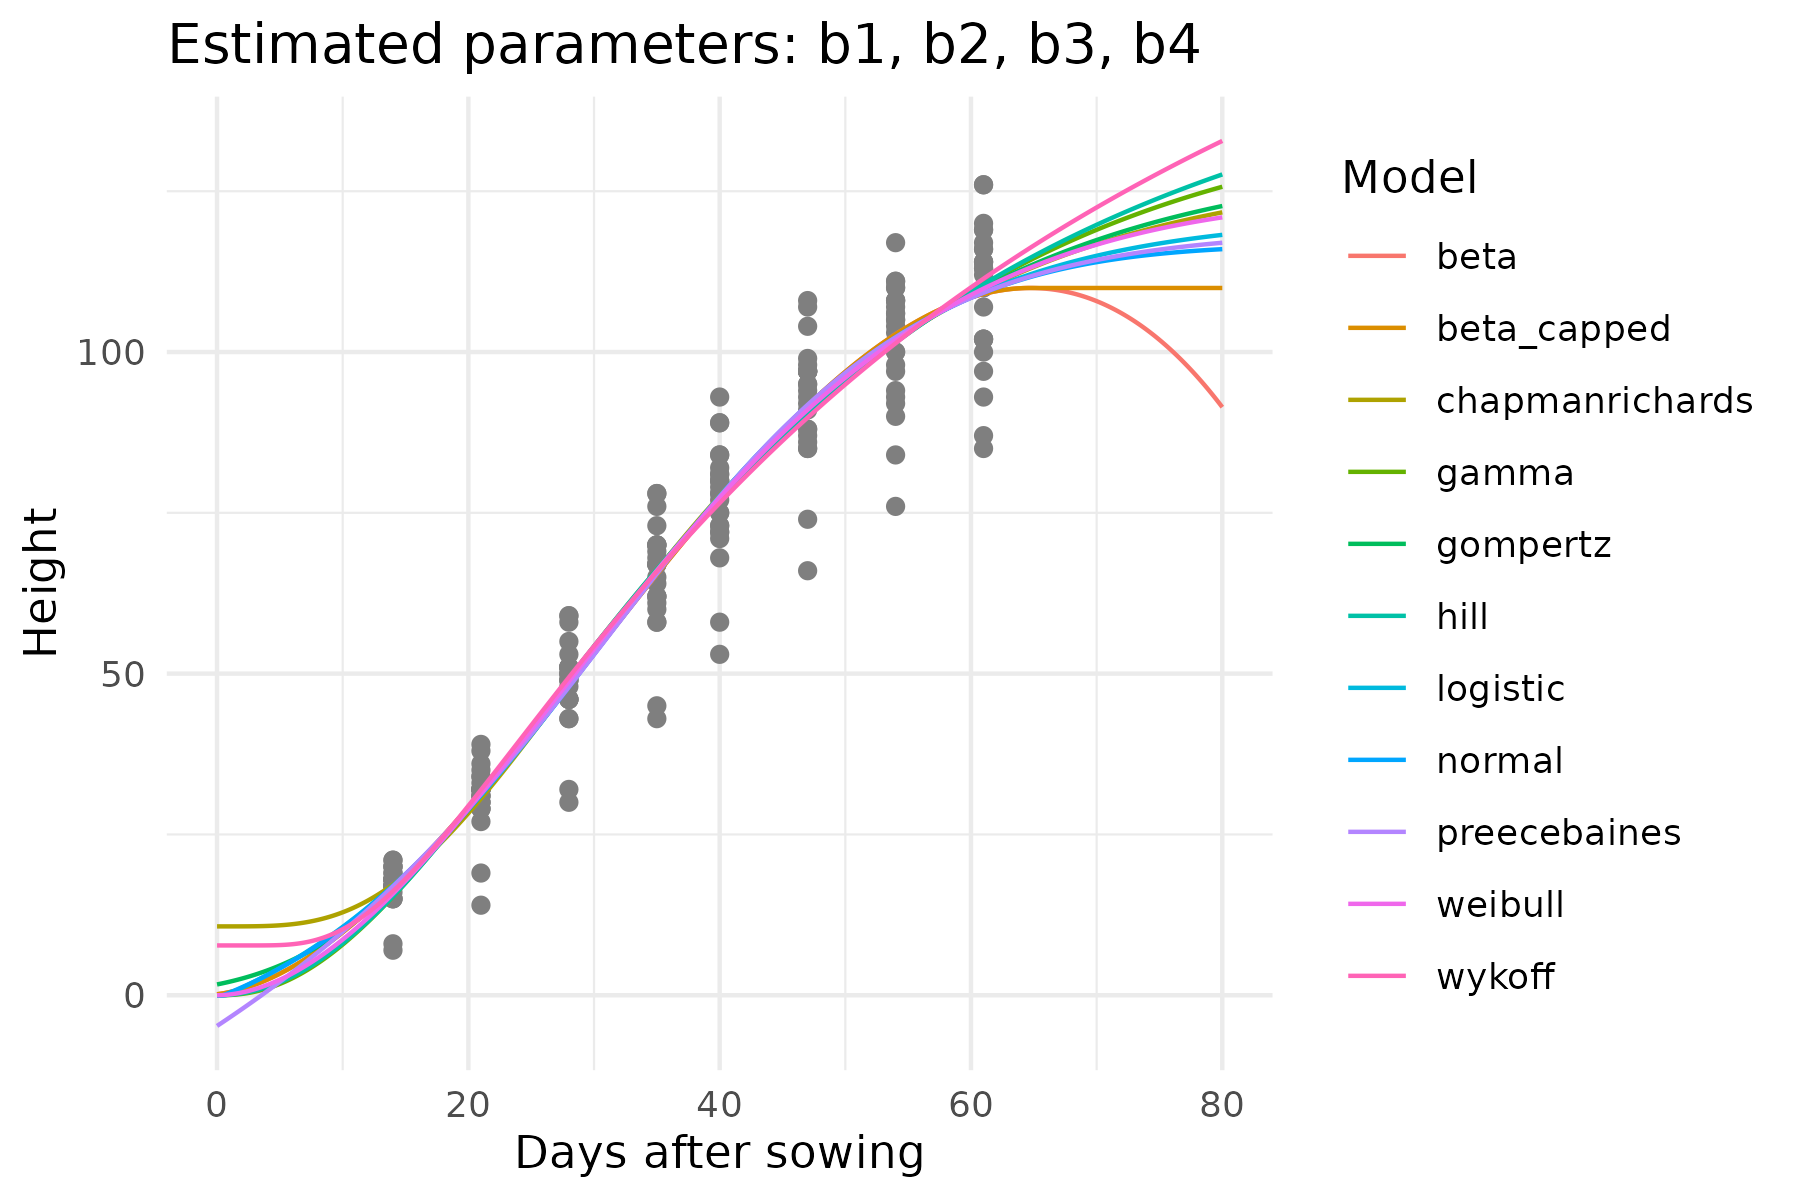 Estimated parameters: b1, b2, b3, b4
Height
100
50
0
0 20 40 60 80
Days after sowing
Model
beta
beta_capped
chapmanrichards
gamma
gompertz
hill
logistic
normal
preecebaines
weibull
wykoff